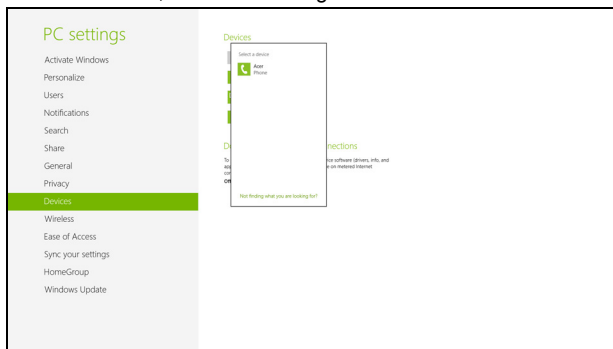 PC settings
Activate Windows
Personalize
Users
Notifications
Search
Share
General
Privacy
Devices
Wireless
Ease of Access
Sync your settings
HomeGroup
Windows Update
Devices
Select a device
Acer
Phone
Not finding what you are looking for?
nections
To
nce software (drivers, info, and
app
e on metered Internet